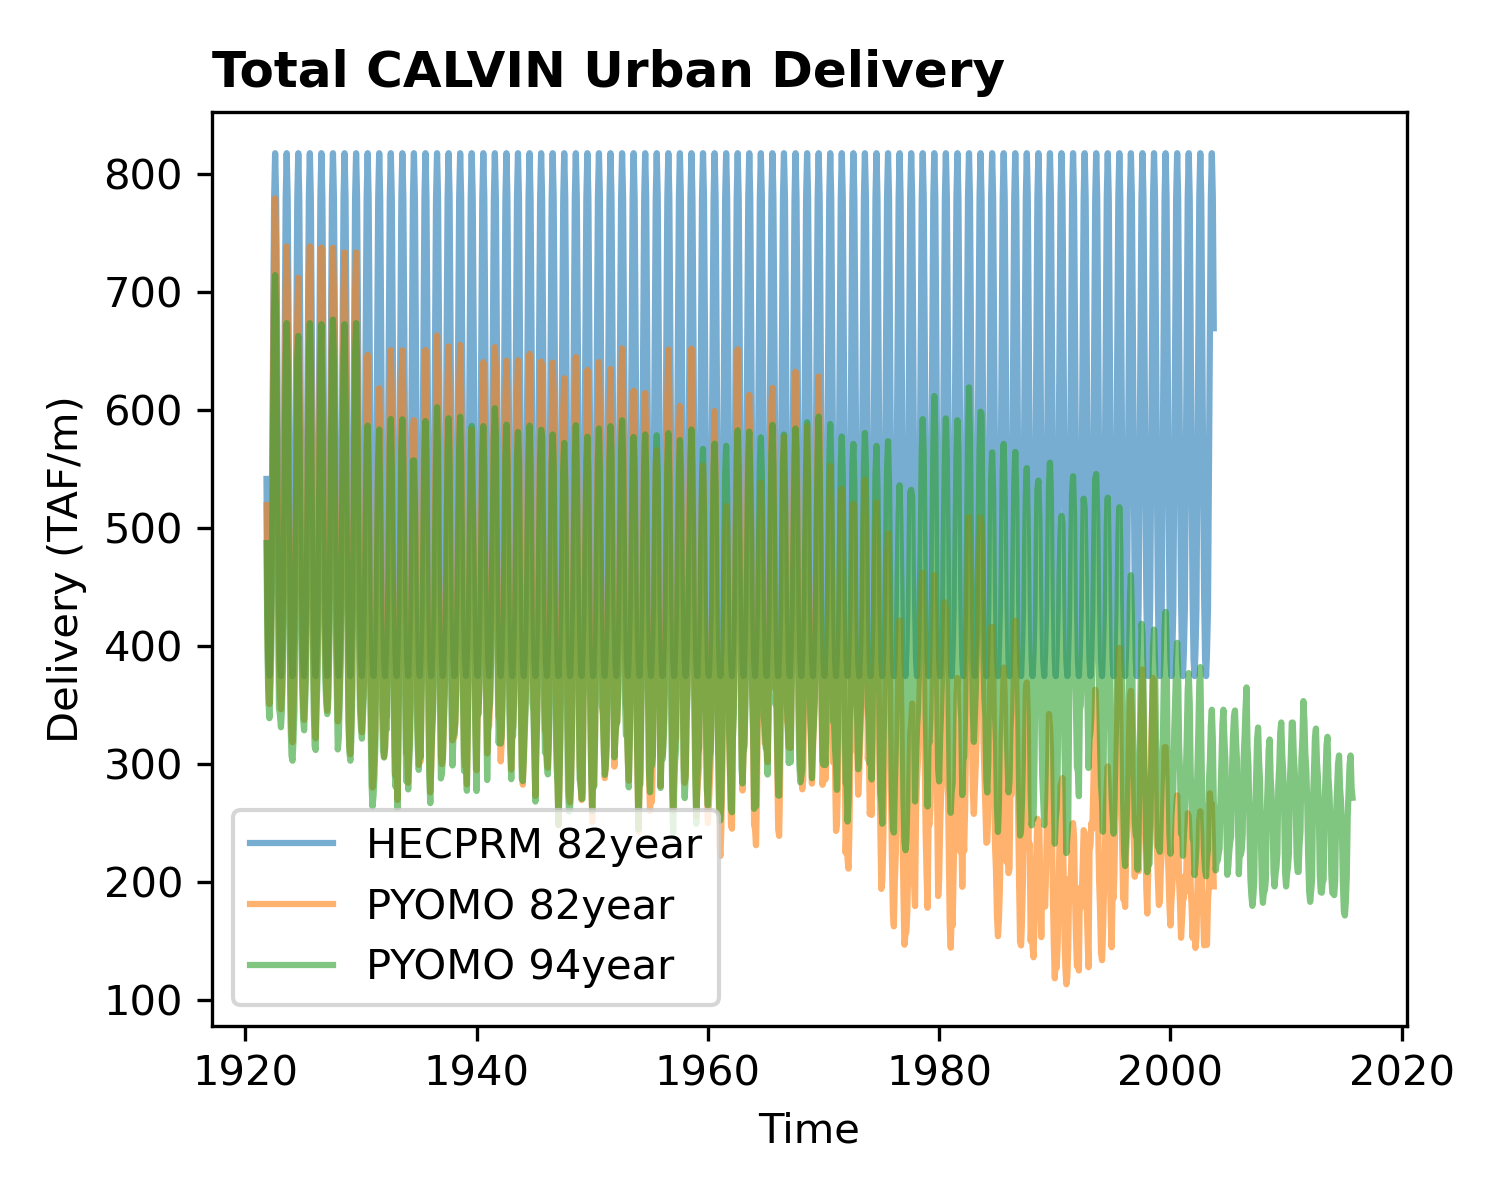 Total CALVIN Urban Delivery
Delivery (TAF/m)
800
700
600
500
400
300
200
100
HECPRM 82year
PYOMO 82year
PYOMO 94year
1920 1940 1960 1980 2000 2020
Time